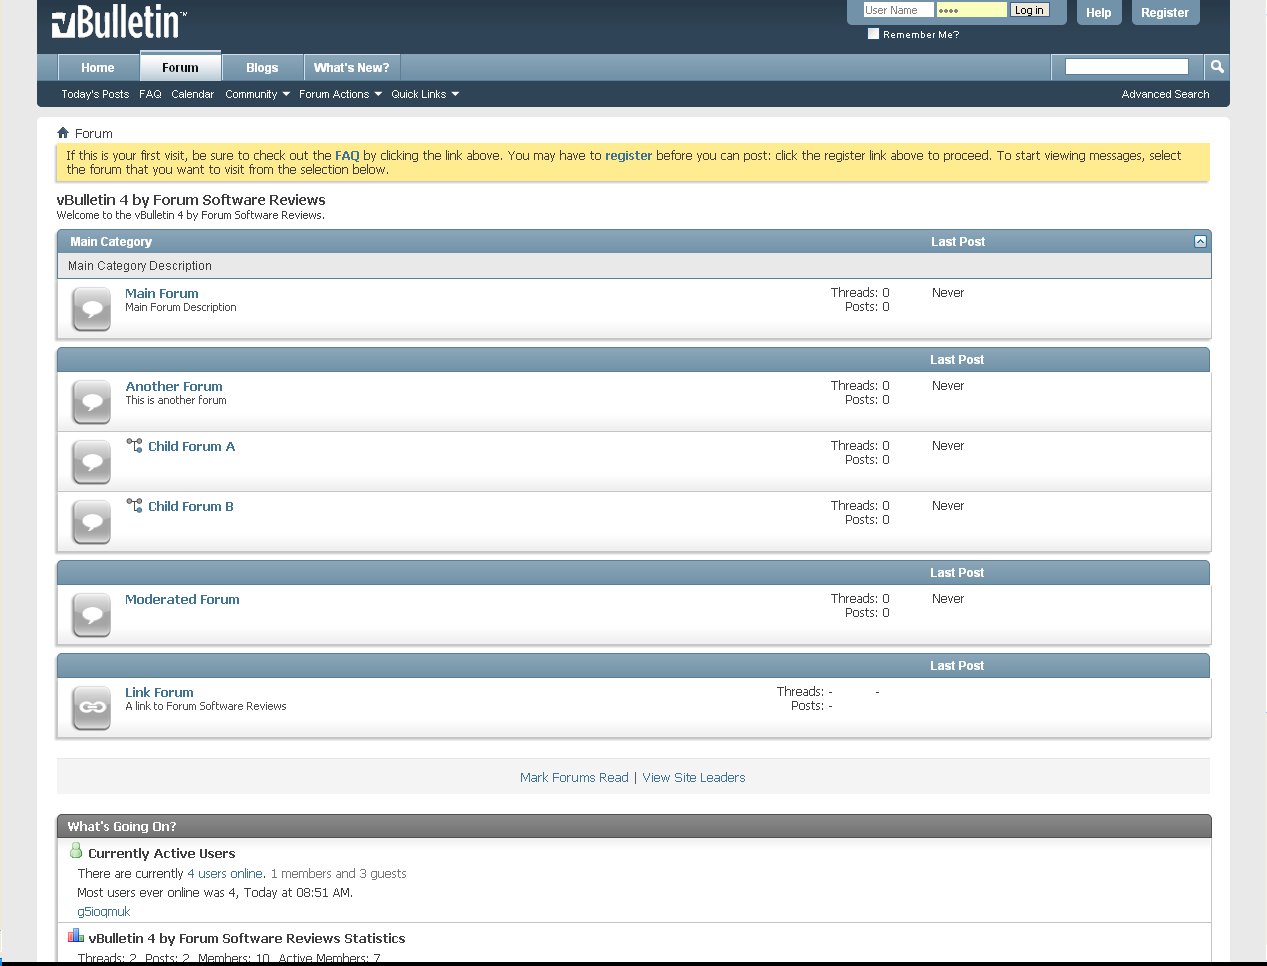 vBulletin™
User Name
Log in
Help
Register
Remember Me?
Home
Forum
Blogs
What's New?
Today's Posts
FAQ
Calendar
Community
Forum Actions
Quick Links
Advanced Search
Forum
If this is your first visit, be sure to check out the FAQ by clicking the link above. You may have to register before you can post: click the register link above to proceed. To start viewing messages, select
the forum that you want to visit from the selection below.
vBulletin 4 by Forum Software Reviews
Welcome to the vBulletin 4 by Forum Software Reviews.
Main Category
Last Post
Main Category Description
Main Forum
Threads: 0
Never
Main Forum Description
Posts: 0
Last Post
Another Forum
Threads: 0
Never
This is another forum
Posts: 0
Child Forum A
Threads: 0
Never
Posts: 0
Child Forum B
Threads: 0
Never
Posts: 0
Last Post
Moderated Forum
Threads: 0
Never
Posts: 0
Last Post
Link Forum
Threads: -
-
A link to Forum Software Reviews
Posts: -
Mark Forums Read | View Site Leaders
What's Going On?
Currently Active Users
There are currently 4 users online. 1 members and 3 guests
Most users ever online was 4, Today at 08:51 AM.
g5ioqmuk
vBulletin 4 by Forum Software Reviews Statistics
Threads: 2 Posts: 2 Members: 10 Active Members: 7